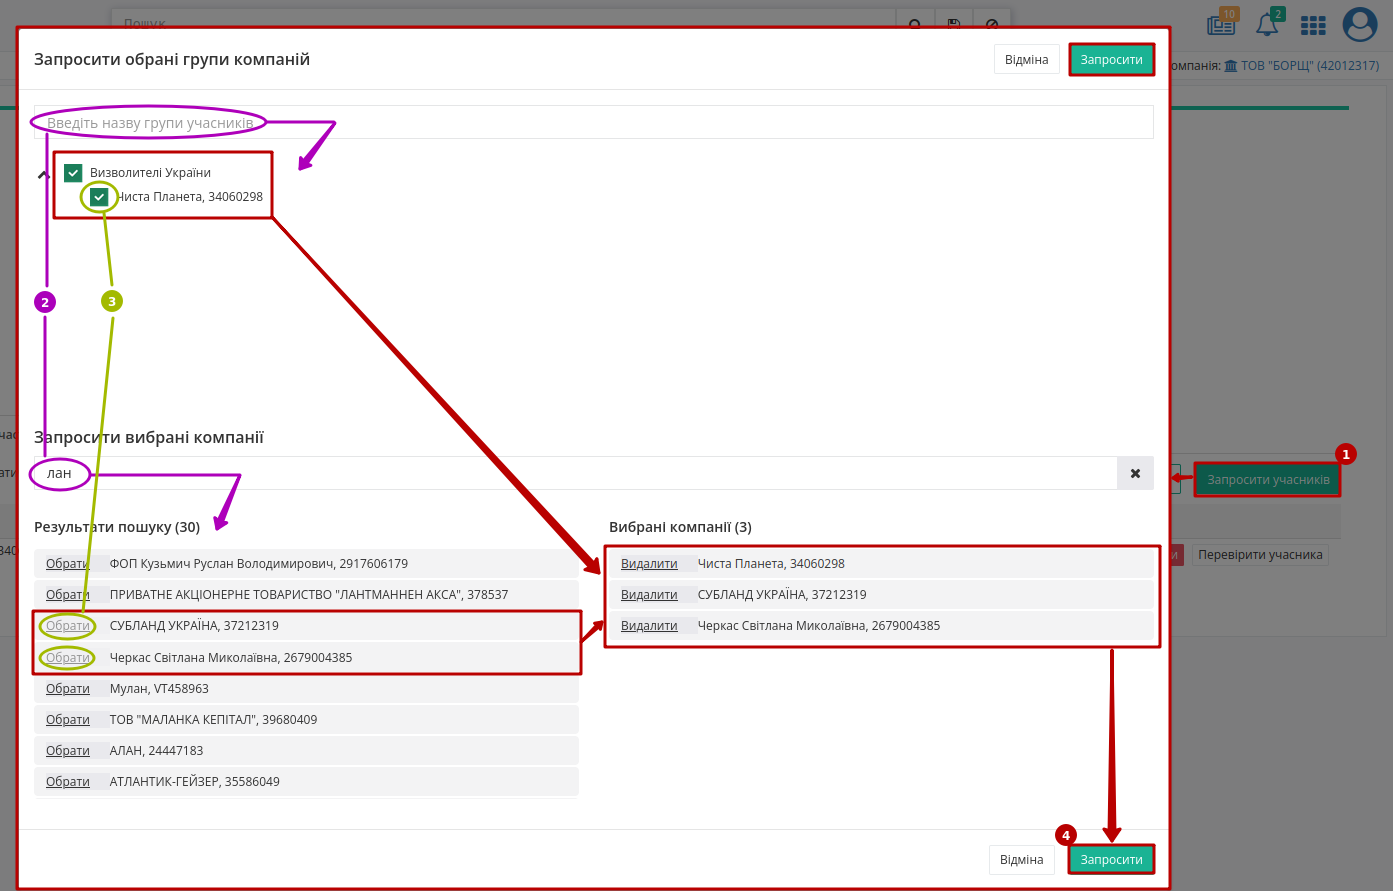 Пошук
10
2
Запросити обрані групи компаній
Відміна
Запросити
омпанія: ТОВ "БОРЩ" (42012317)
Введіть назву групи учасників
Визволителі України
Чиста Планета, 34060298
2
3
Запросити вибрані компанії
лан
1
Запросити учасників
Результати пошуку (30)
Вибрані компанії (3)
Обрати ФОП Кузьмич Руслан Володимирович, 2917606179
Видалити Чиста Планета, 34060298
Перевірити учасника
Обрати ПРИВАТНЕ АКЦІОНЕРНЕ ТОВАРИСТВО "ЛАНТМАННЕН АКСА", 378537
Видалити СУБЛАНД УКРАЇНА, 37212319
Обрати СУБЛАНД УКРАЇНА, 37212319
Видалити Черкас Світлана Миколаївна, 2679004385
Обрати Черкас Світлана Миколаївна, 2679004385
Обрати Мулан, VT458963
Обрати ТОВ "МАЛАНКА КЕПІТАЛ", 39680409
Обрати АЛАН, 24447183
Обрати АТЛАНТИК-ГЕЙЗЕР, 35586049
4
Відміна
Запросити